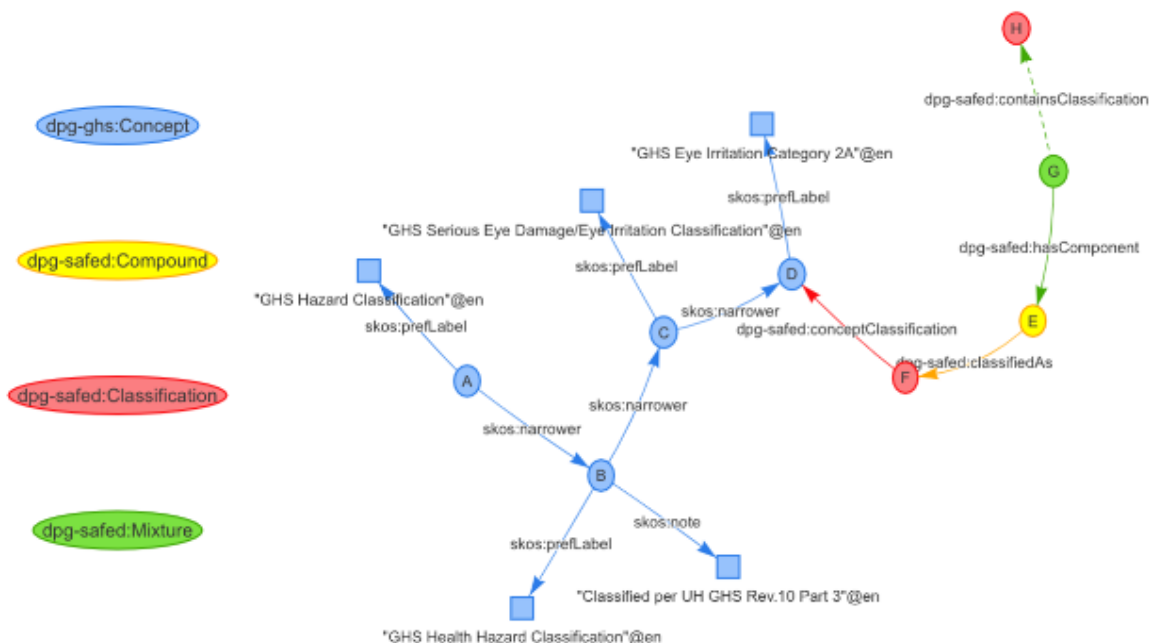 H
dpg-safed:containsClassification
dpg-ghs:Concept
"GHS Eye Irritation Category 2A"@en
G
skos:prefLabel
"GHS Serious Eye Damage/Eye Irritation Classification"@en
dpg-safed:hasComponent
dpg-safed:Compound
skos:prefLabel
D
"GHS Hazard Classification"@en
skos:narrower
E
skos:prefLabel
C
dpg-safed:conceptClassification
dpg-safed:classifiedAs
A
F
dpg-safed:Classification
skos:narrower
skos:narrower
B
skos:note
dpg-safed:Mixture
skos:prefLabel
"Classified per UH GHS Rev.10 Part 3"@en
"GHS Health Hazard Classification"@en